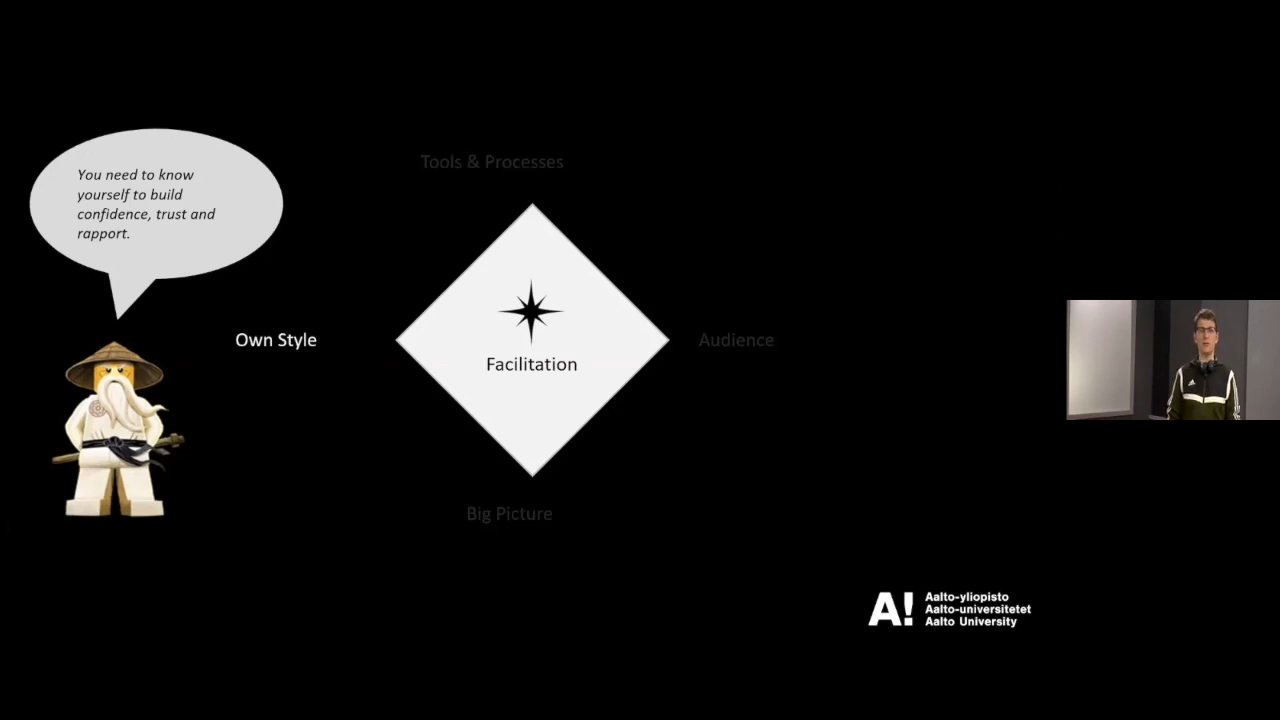 You need to know
yourself to build
confidence, trust and
rapport.
Tools & Processes
Own Style
Facilitation
Audience
Big Picture
A!
Aalto-yliopisto
Aalto-universitetet
Aalto University